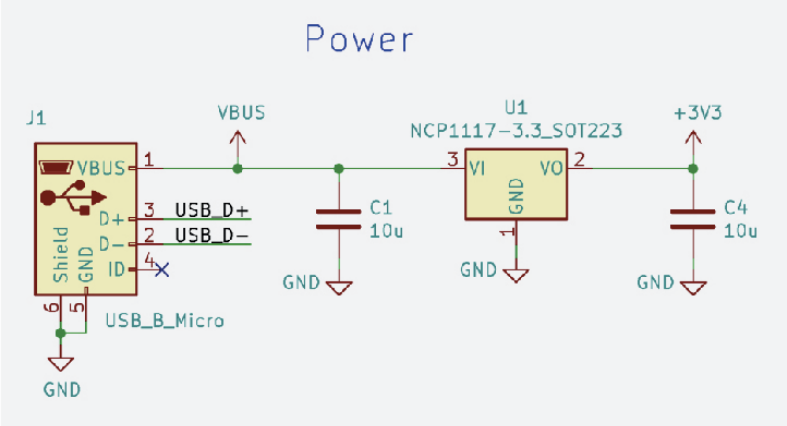 Power
J1
VBUS
U1
NCP1117-3.3_SOT223
+3V3
VBUS 1
3 VI
VO 2
GND
1
D+ 3 USB_D+
D- 2 USB_D-
ID 4
Shield
GND
6
5
C1
10u
C4
10u
GND
GND
GND
USB_B_Micro
GND